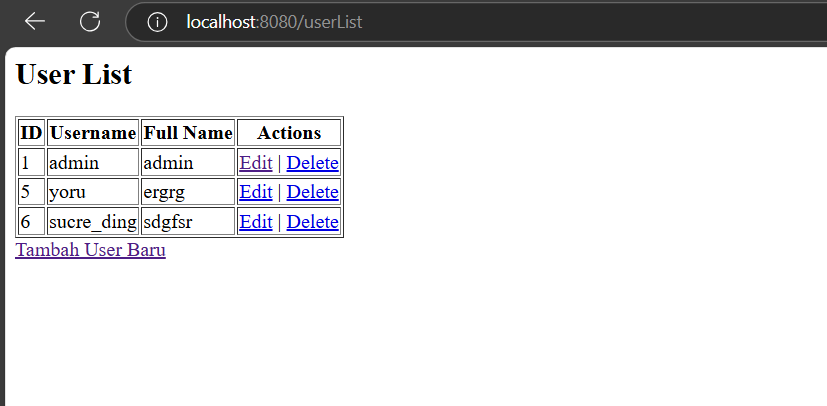 localhost:8080/userList
User List
ID Username Full Name Actions
1 admin admin Edit | Delete
5 yoru ergrg Edit | Delete
6 sucre_ding sdgfsr Edit | Delete
Tambah User Baru